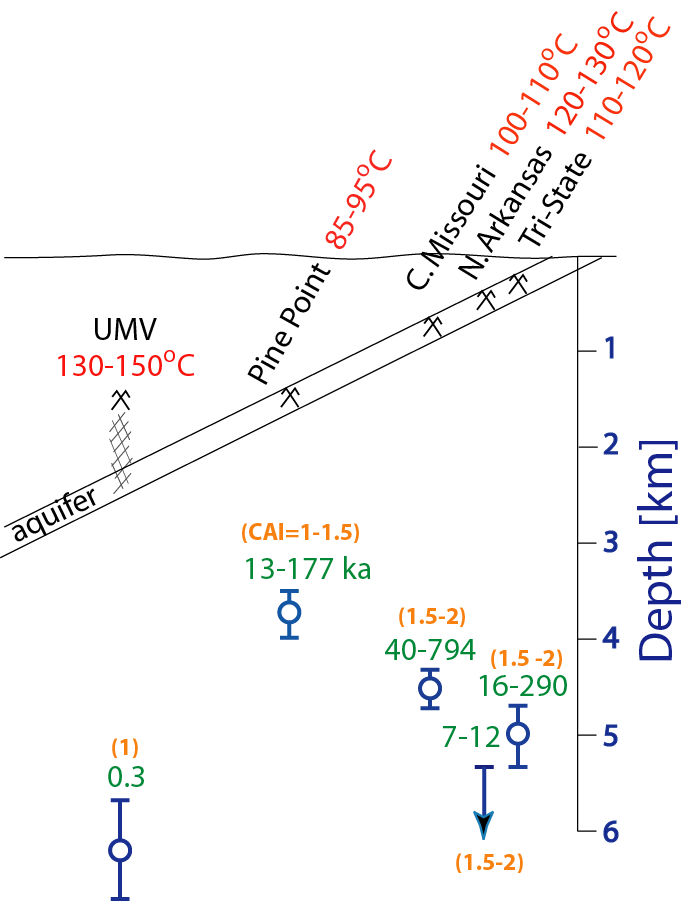 C. Missouri 100-110°C
N. Arkansas 120-130°C
Tri-State 110-120°C
Pine Point 85-95°C
UMV
130-150°C
aquifer
1
2
3
4
5
6
Depth [km]
(CAI=1-1.5)
13-177 ka
(1.5-2)
40-794
(1.5 -2)
16-290
7-12
(1.5-2)
(1)
0.3